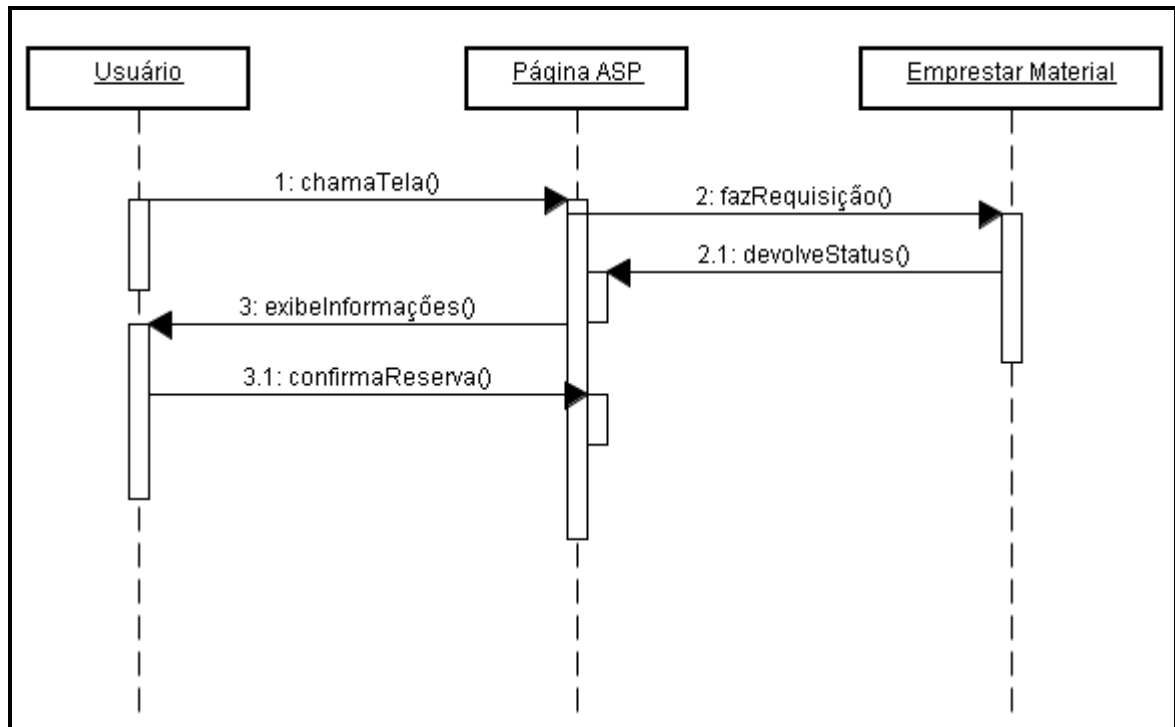 Usuário
Página ASP
Emprestar Material
1: chamaTela()
2: fazRequisição()
2.1: devolveStatus()
3: exibeInformações()
3.1: confirmaReserva()